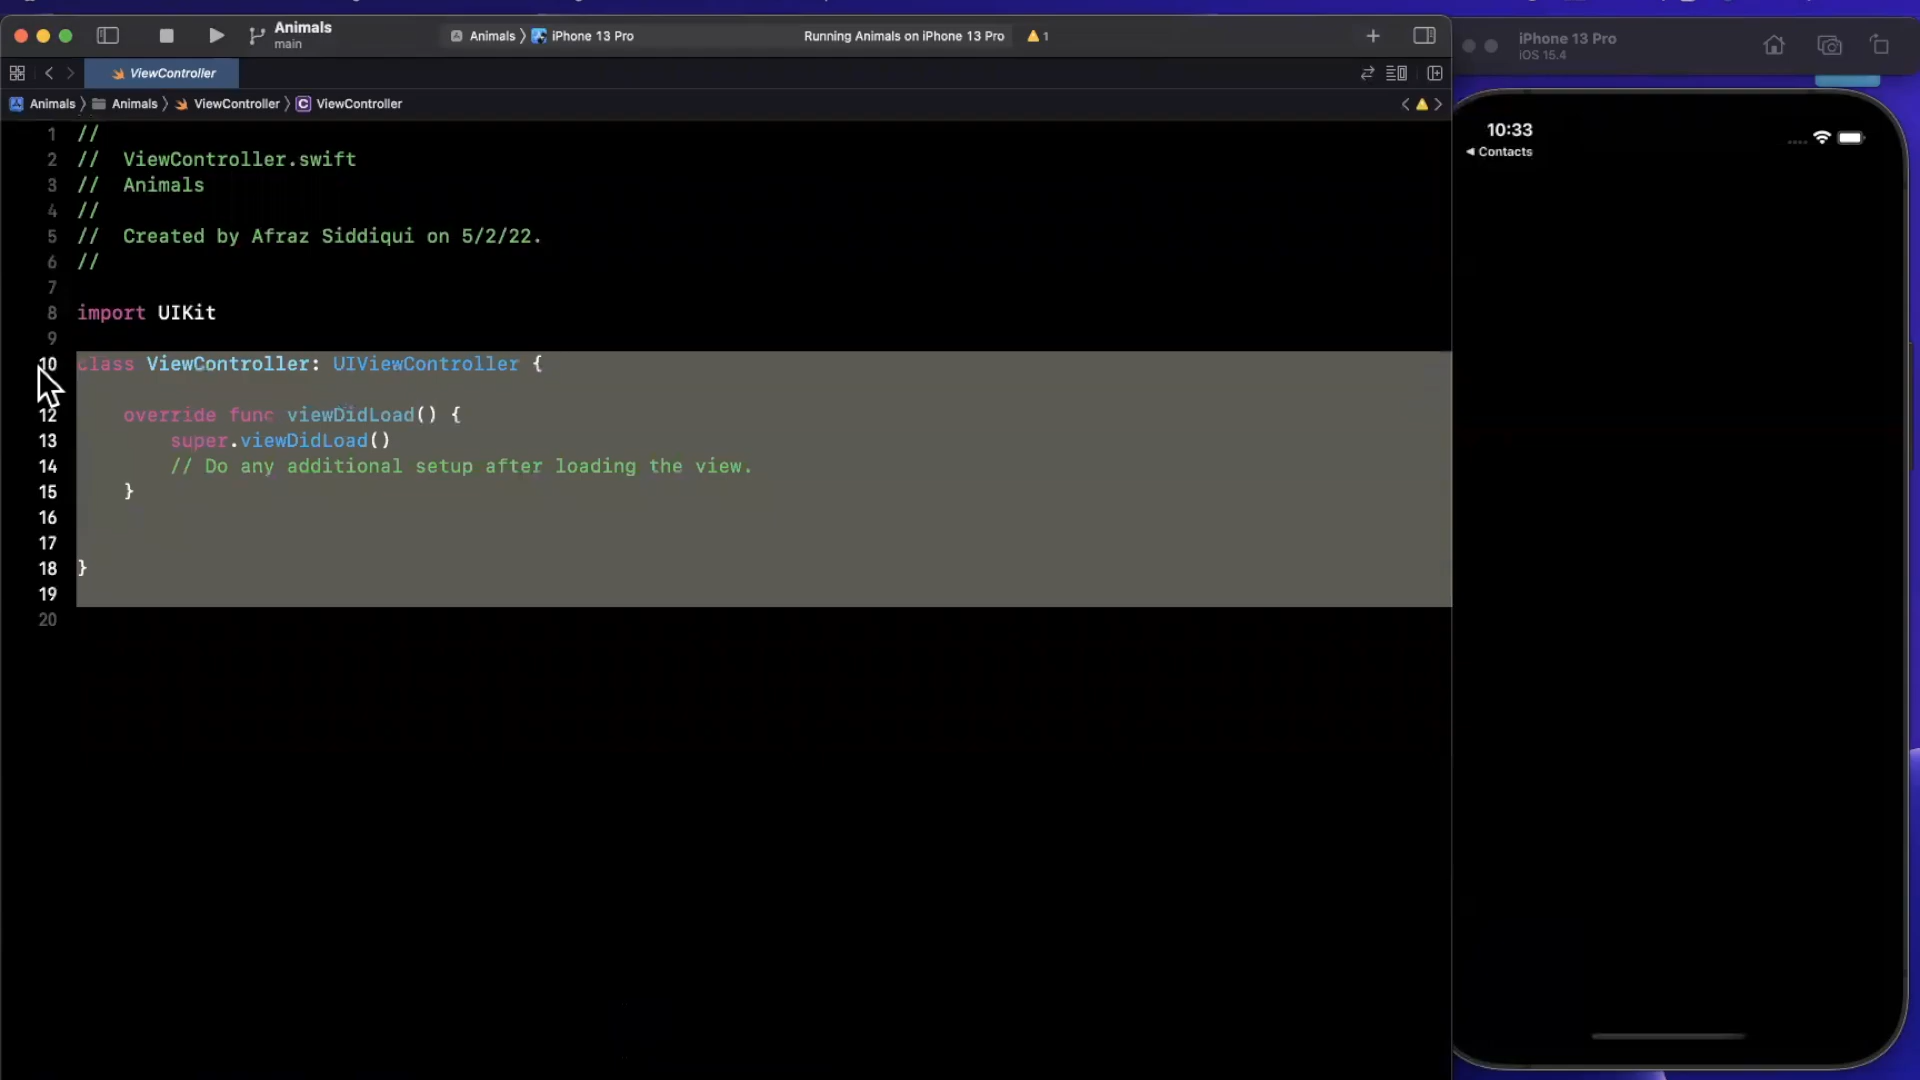 Animals
main
Animals 〉 iPhone 13 Pro
Running Animals on iPhone 13 Pro
1
ViewController
Animals 〉 Animals 〉 ViewController 〉 C ViewController
1 //
2 //  ViewController.swift
3 //  Animals
4 //
5 //  Created by Afraz Siddiqui on 5/2/22.
6 //
7
8 import UIKit
9
10 class ViewController: UIViewController {
12     override func viewDidLoad() {
13         super.viewDidLoad()
14         // Do any additional setup after loading the view.
15     }
16
17
18 }
19
20
iPhone 13 Pro
iOS 15.4
10:33
◀ Contacts